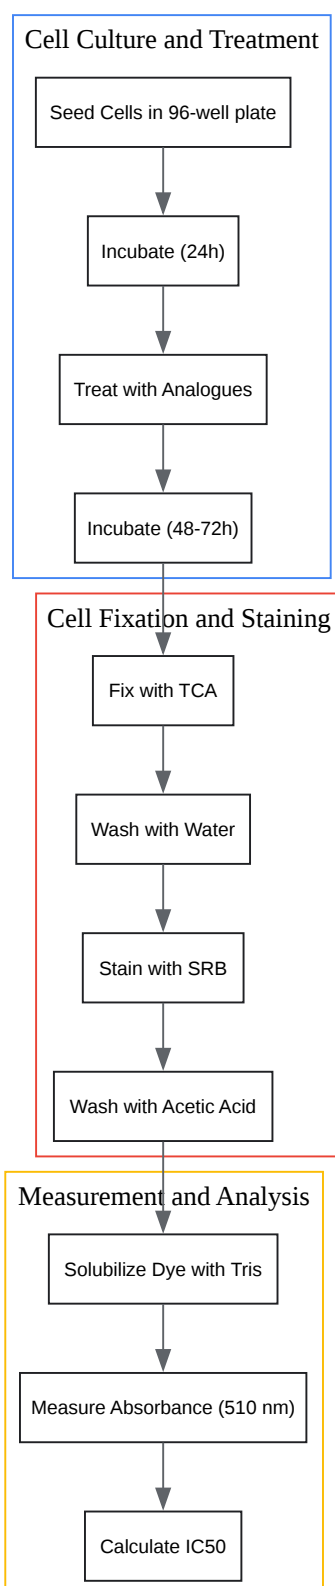 Cell Culture and Treatment
Seed Cells in 96-well plate
Incubate (24h)
Treat with Analogues
Incubate (48-72h)
Cell Fixation and Staining
Fix with TCA
Wash with Water
Stain with SRB
Wash with Acetic Acid
Measurement and Analysis
Solubilize Dye with Tris
Measure Absorbance (510 nm)
Calculate IC50